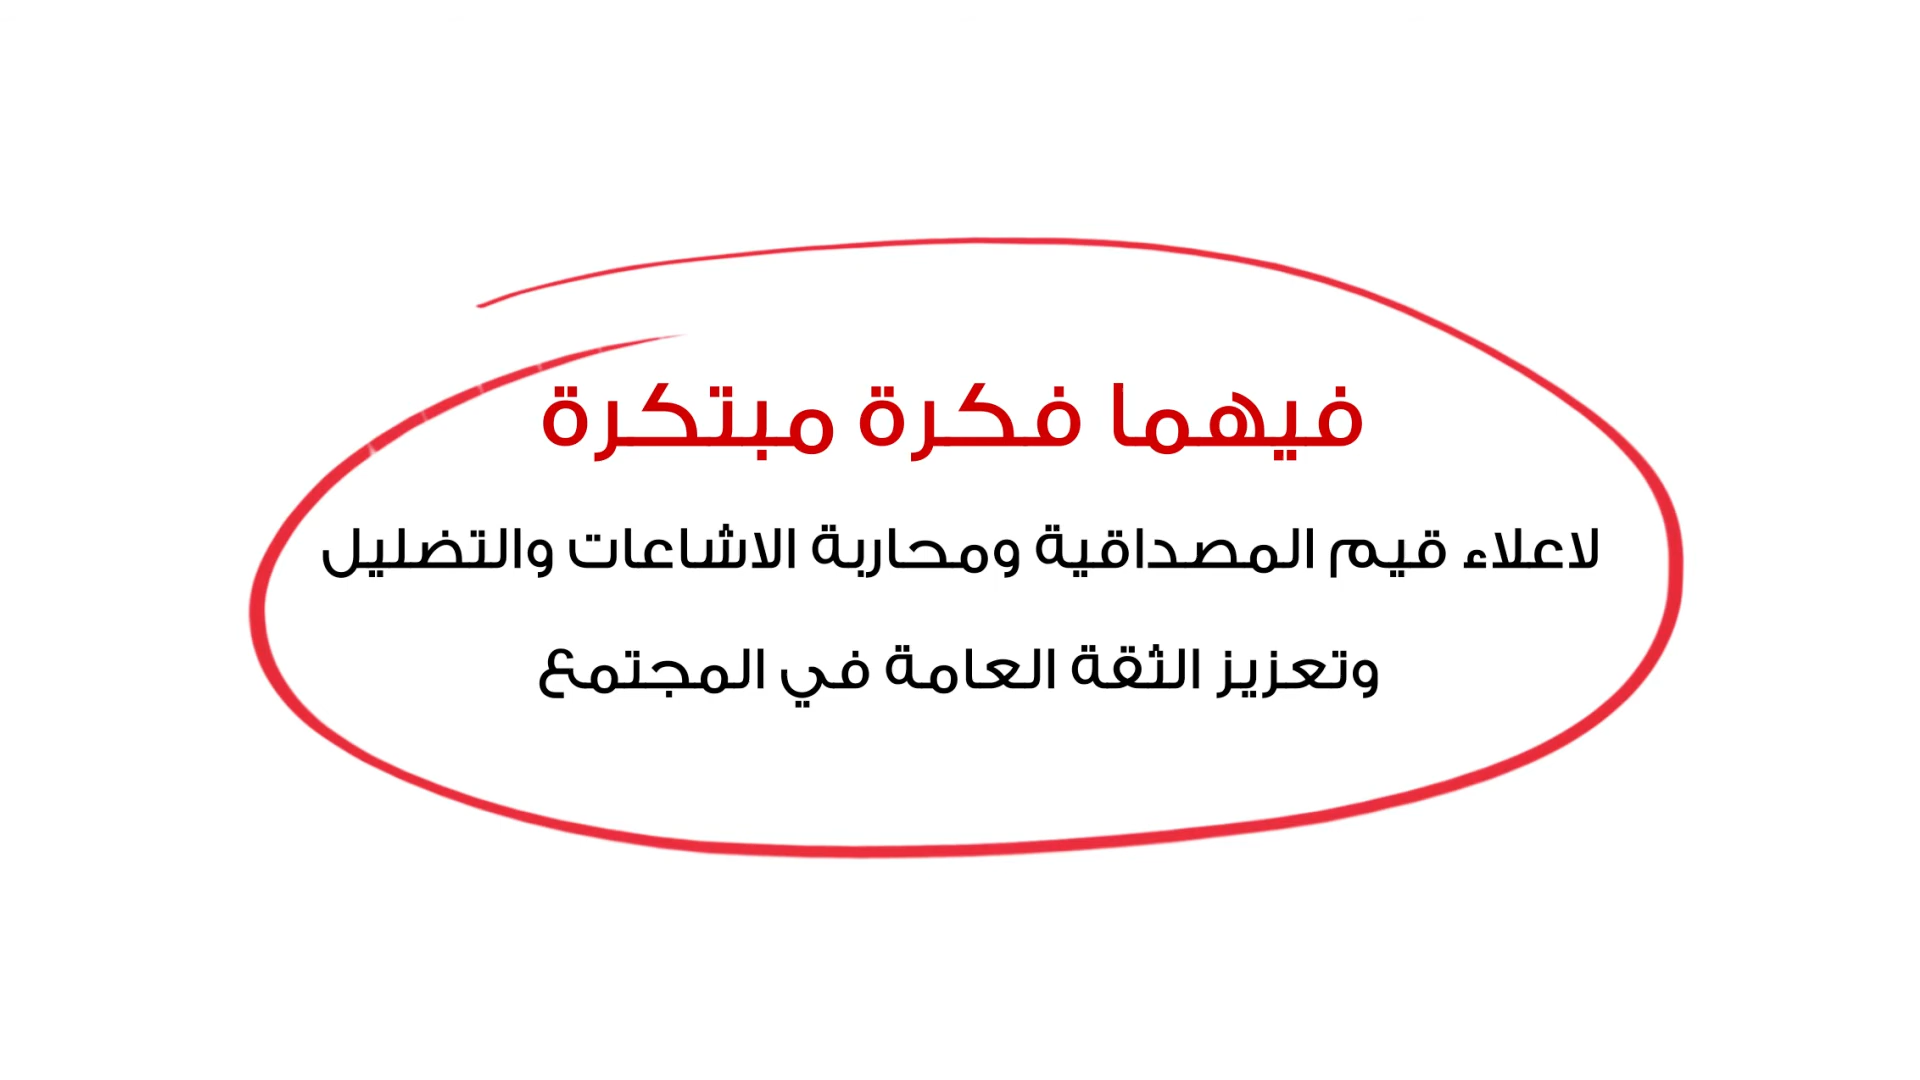 فيهما فكرة مبتكرة
لاعلاء قيم المصداقية ومحاربة الاشاعات والتضليل
وتعزيز الثقة العامة في المجتمع